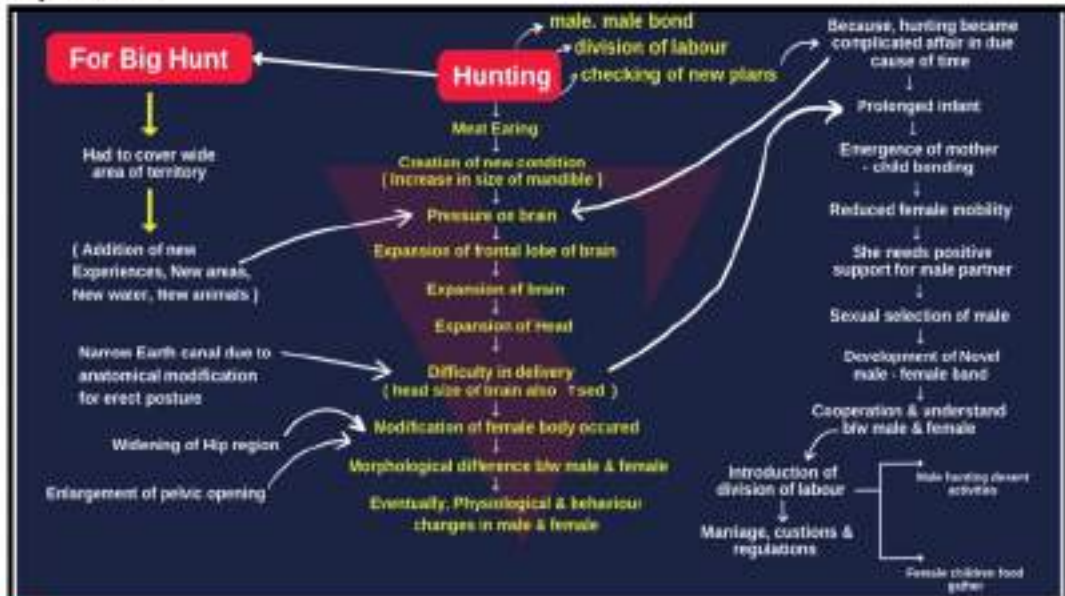 For Big Hunt
Had to cover wide
area of territory
( Addition of new
Experiences, New areas,
New water, New animals )
Narrow Earth canal due to
anatomical modification
for erect posture
Widening of Hip region
Enlargement of pelvic opening
Hunting
male. male bond
division of labour
checking of new plans
Meat Eating
Creation of new condition
( Increase in size of mandible )
Pressure on brain
Expansion of frontal lobe of brain
Expansion of brain
Expansion of Head
Difficulty in delivery
( head size of brain also ↑sed )
Modification of female body occured
Morphological difference b/w male & female
Eventually, Physiological & behaviour
changes in male & female
Because, hunting became
complicated affair in due
cause of time
Prolonged infant
Emergence of mother
- child bending
Reduced female mobility
She needs positive
support for male partner
Sexual selection of male
Development of Novel
male - female band
Cooperation & understand
b/w male & female
Introduction of
division of labour
Marriage, custions &
regulations
Male hunting desert
activities
Female children food
gather